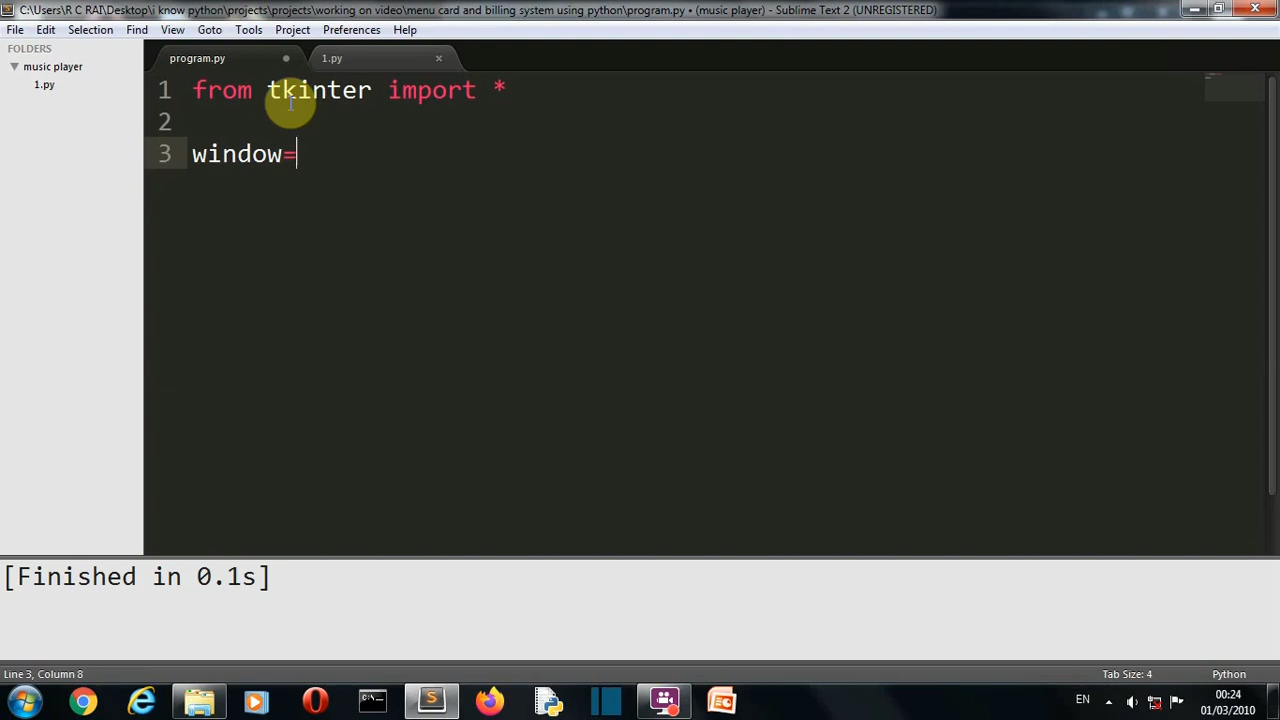 C:\Users\R C RAI\Desktop\i know python\projects\projects\working on video\menu card and billing system using python\program.py • (music player) - Sublime Text 2 (UNREGISTERED)
File Edit Selection Find View Goto Tools Project Preferences Help
FOLDERS
music player
1.py
program.py 1.py
1 from tkinter import *
2
3 window=
[Finished in 0.1s]
Line 3, Column 8 Tab Size: 4 Python
EN 00:24
01/03/2010